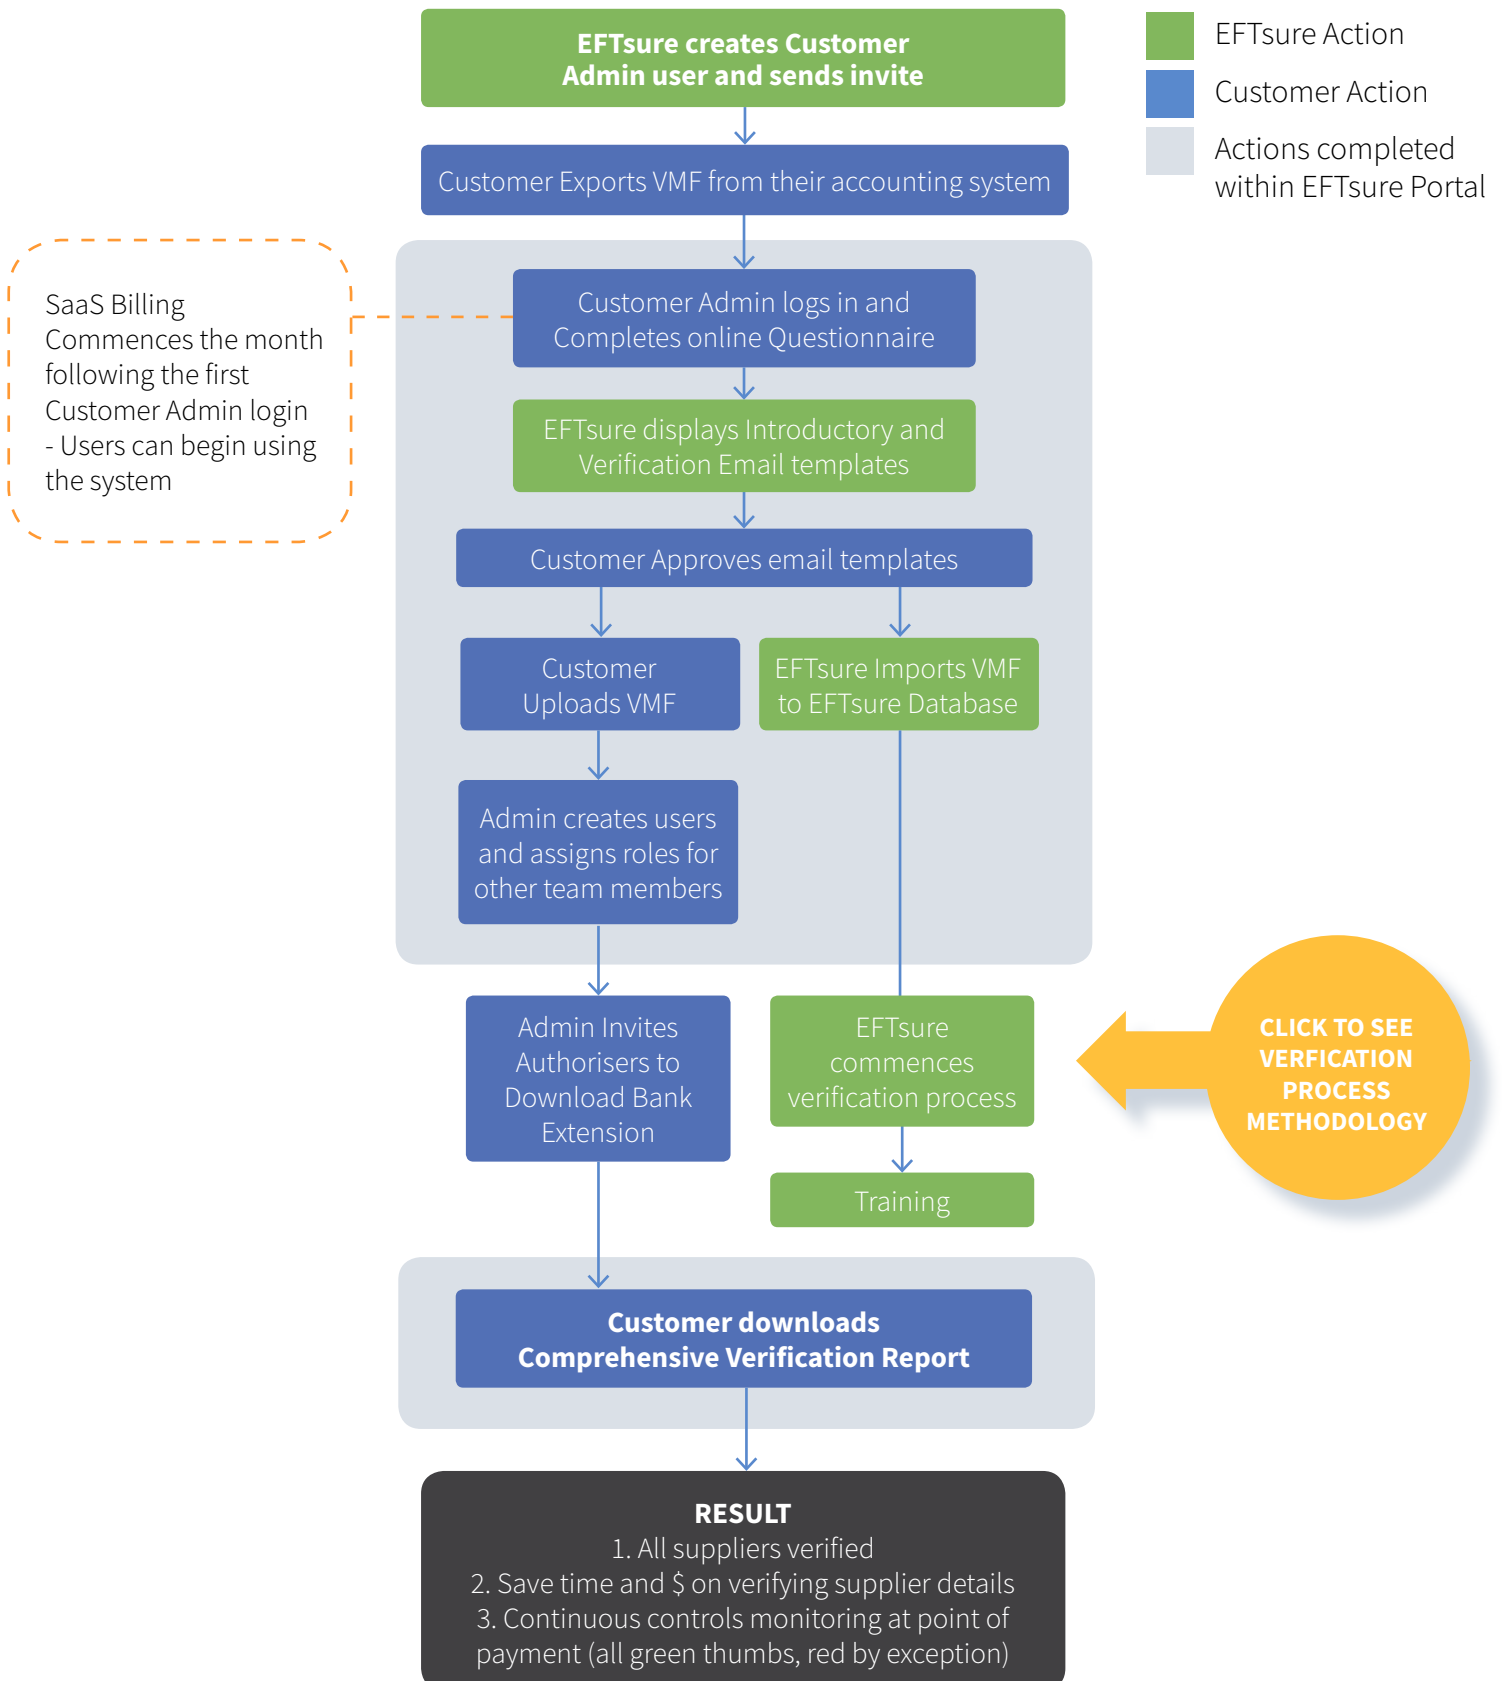 EFTsure creates Customer
Admin user and sends invite
EFTsure Action
Customer Action
Actions completed
within EFTsure Portal
Customer Exports VMF from their accounting system
SaaS Billing
Commences the month
following the first
Customer Admin login
- Users can begin using
the system
Customer Admin logs in and
Completes online Questionnaire
EFTsure displays Introductory and
Verification Email templates
Customer Approves email templates
Customer
Uploads VMF
EFTsure Imports VMF
to EFTsure Database
Admin creates users
and assigns roles for
other team members
Admin Invites
Authorisers to
Download Bank
Extension
EFTsure
commences
verification process
CLICK TO SEE
VERFICATION
PROCESS
METHODOLOGY
Training
Customer downloads
Comprehensive Verification Report
RESULT
1. All suppliers verified
2. Save time and $ on verifying supplier details
3. Continuous controls monitoring at point of
payment (all green thumbs, red by exception)